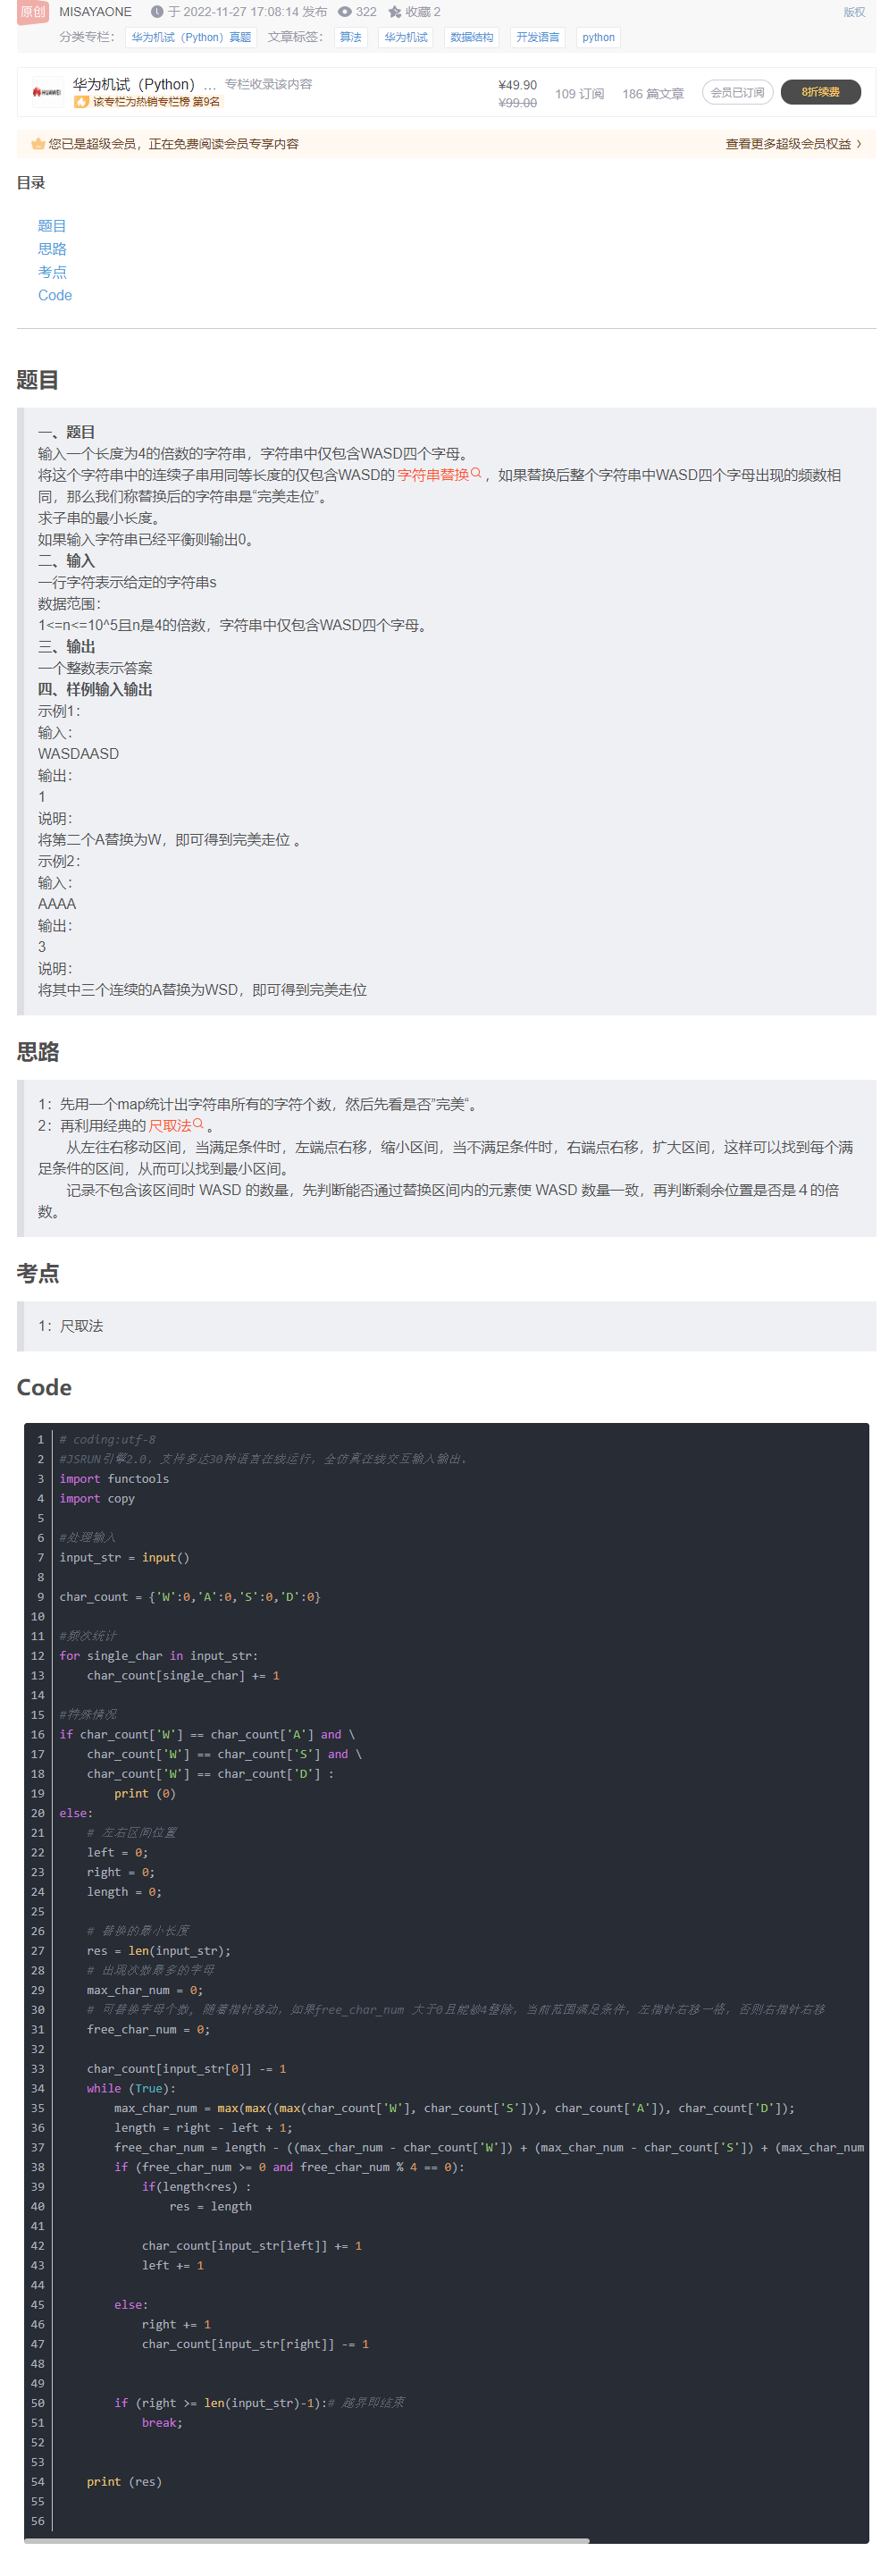 原创 MISAYAONE 于 2022-11-27 17:08:14 发布 322 收藏 2 版权
分类专栏： 华为机试（Python）真题 文章标签： 算法 华为机试 数据结构 开发语言 python
HUAWEI 华为机试（Python）... 专栏收录该内容 ¥49.90 109 订阅 186 篇文章 会员已订阅 8折续费
该专栏为热销专栏榜 第9名 ¥99.00
您已是超级会员，正在免费阅读会员专享内容 查看更多超级会员权益
目录
题目
思路
考点
Code
题目
一、题目
输入一个长度为4的倍数的字符串，字符串中仅包含WASD四个字母。
将这个字符串中的连续子串用同等长度的仅包含WASD的 字符串替换，如果替换后整个字符串中WASD四个字母出现的频数相
同，那么我们称替换后的字符串是“完美走位”。
求子串的最小长度。
如果输入字符串已经平衡则输出0。
二、输入
一行字符表示给定的字符串s
数据范围：
1<=n<=10^5且n是4的倍数，字符串中仅包含WASD四个字母。
三、输出
一个整数表示答案
四、样例输入输出
示例1：
输入：
WASDAASD
输出：
1
说明：
将第二个A替换为W，即可得到完美走位 。
示例2：
输入：
AAAA
输出：
3
说明：
将其中三个连续的A替换为WSD，即可得到完美走位
思路
1：先用一个map统计出字符串所有的字符个数，然后先看是否”完美“。
2：再利用经典的 尺取法。
从左往右移动区间，当满足条件时，左端点右移，缩小区间，当不满足条件时，右端点右移，扩大区间，这样可以找到每个满
足条件的区间，从而可以找到最小区间。
记录不包含该区间时 WASD 的数量，先判断能否通过替换区间内的元素使 WASD 数量一致，再判断剩余位置是否是 4 的倍
数。
考点
1：尺取法
Code
1 # coding:utf-8
2 #JSRUN引擎2.0，支持多达30种语言在线运行，全仿真在线交互输入输出。
3 import functools
4 import copy
5
6 #处理输入
7 input_str = input()
8
9 char_count = {'W':0,'A':0,'S':0,'D':0}
10
11 #频次统计
12 for single_char in input_str:
13 char_count[single_char] += 1
14
15 #特殊情况
16 if char_count['W'] == char_count['A'] and \
17 char_count['W'] == char_count['S'] and \
18 char_count['W'] == char_count['D'] :
19 print (0)
20 else:
21 # 左右区间位置
22 left = 0;
23 right = 0;
24 length = 0;
25
26 # 替换的最小长度
27 res = len(input_str);
28 # 出现次数最多的字母
29 max_char_num = 0;
30 # 可替换字母个数，随着指针移动，如果free_char_num 大于0且能被4整除，当前范围满足条件，左指针右移一格，否则右指针右移
31 free_char_num = 0;
32
33 char_count[input_str[0]] -= 1
34 while (True):
35 max_char_num = max(max((max(char_count['W'], char_count['S'])), char_count['A']), char_count['D']);
36 length = right - left + 1;
37 free_char_num = length - ((max_char_num - char_count['W']) + (max_char_num - char_count['S']) + (max_char_num
38 if (free_char_num >= 0 and free_char_num % 4 == 0):
39 if(length<res) :
40 res = length
41
42 char_count[input_str[left]] += 1
43 left += 1
44
45 else:
46 right += 1
47 char_count[input_str[right]] -= 1
48
49
50 if (right >= len(input_str)-1):# 越界即结束
51 break;
52
53
54 print (res)
55
56